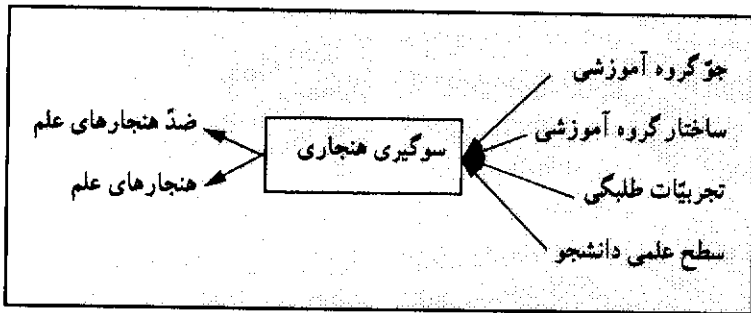 جوّ گروه آموزشی
ساختار گروه آموزشی
تجربیّات طلبگی
سطح علمی دانشجو
سوگیری هنجاری
ضدّ هنجارهای علم
هنجارهای علم